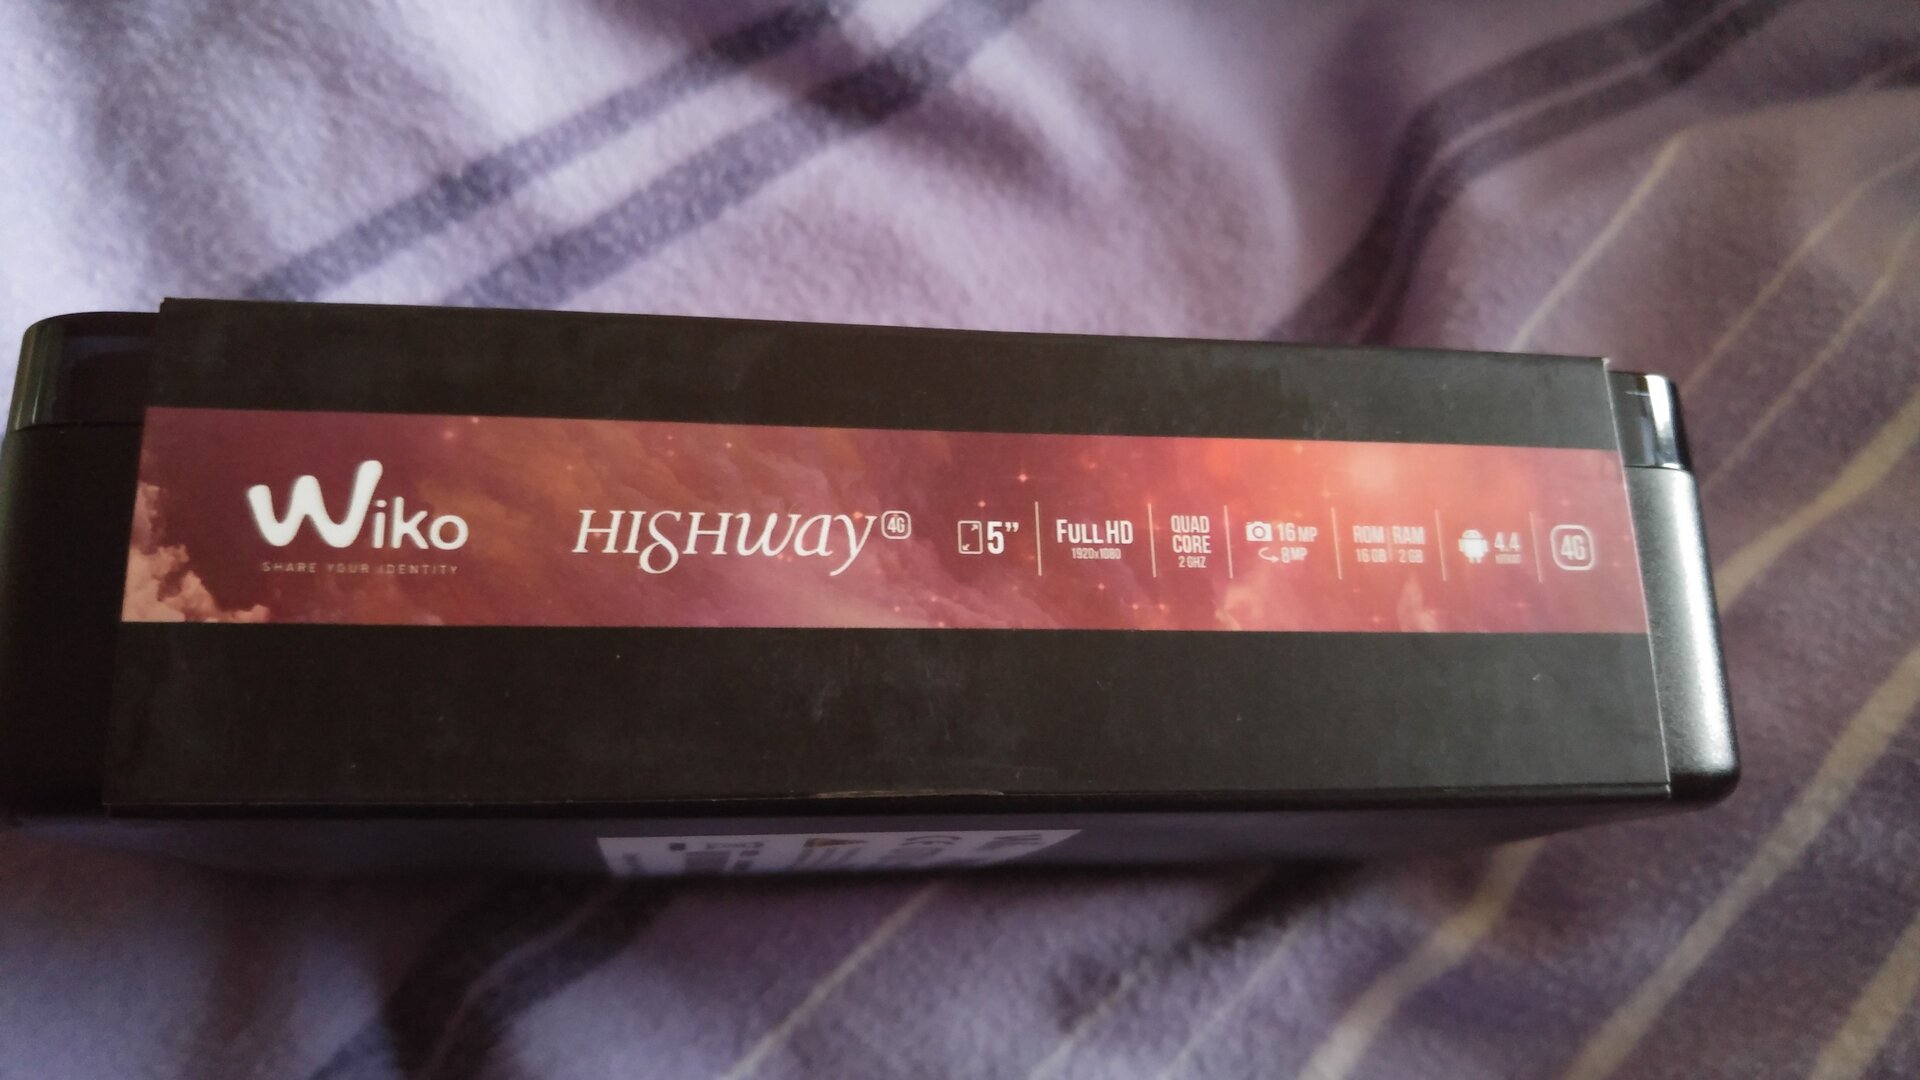 Wiko
SHARE YOUR IDENTITY
HIGHWAY 4G
5”
FULL HD
1920x1080
QUAD
CORE
2 GHZ
16 MP
8 MP
ROM RAM
16 GB 2 GB
4.4
KITKAT
4G